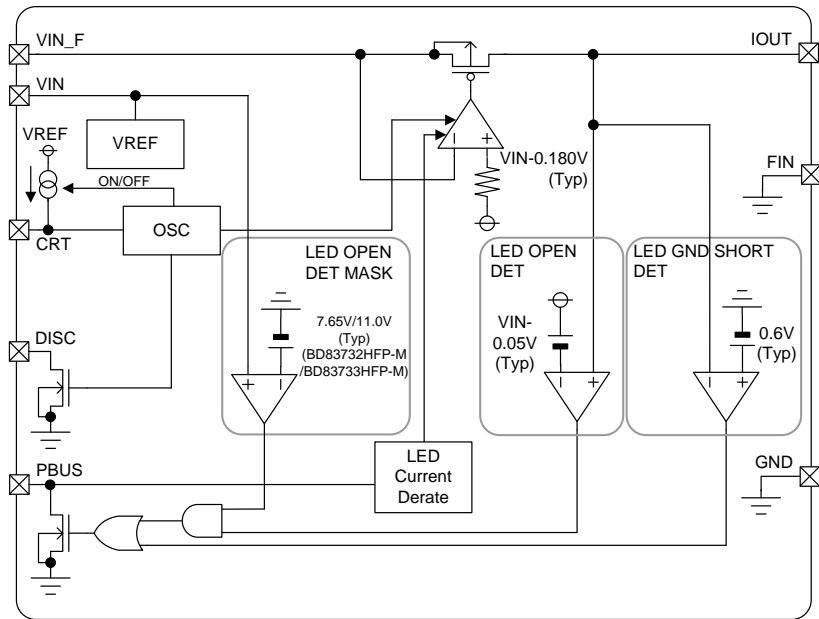 VIN_F
IOUT
VIN
VREF
VREF
VIN-0.180V
(Typ)
+
FIN
ON/OFF
OSC
CRT
LED OPEN
DET MASK
LED OPEN
DET
LED GND SHORT
DET
7.65V/11.0V
(Typ)
(BD83732HFP-M
/BD83733HFP-M)
VIN-
0.05V
(Typ)
0.6V
(Typ)
DISC
+
+
+
LED
Current
Derate
PBUS
GND